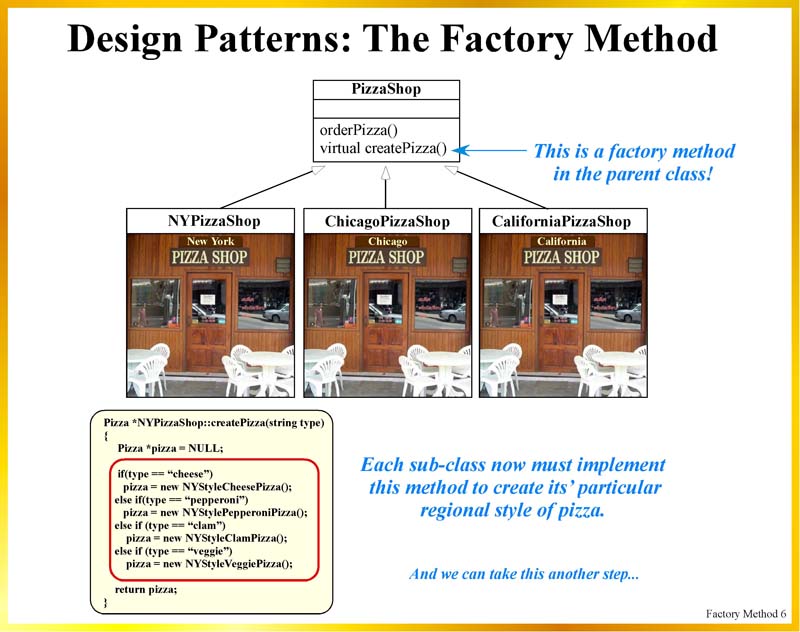 Design Patterns: The Factory Method
PizzaShop
orderPizza()
virtual createPizza()
This is a factory method
in the parent class!
NYPizzaShop
ChicagoPizzaShop
CaliforniaPizzaShop
New York
PIZZA SHOP
Chicago
PIZZA SHOP
California
PIZZA SHOP
Pizza *NYPizzaShop::createPizza(string type)
{
Pizza *pizza = NULL;
if(type == “cheese”)
pizza = new NYStyleCheesePizza();
else if(type == “pepperoni”)
pizza = new NYStylePepperoniPizza();
else if (type == “clam”)
pizza = new NYStyleClamPizza();
else if (type == “veggie”)
pizza = new NYStyleVeggiePizza();
return pizza;
}
Each sub-class now must implement
this method to create its’ particular
regional style of pizza.
And we can take this another step...
Factory Method 6